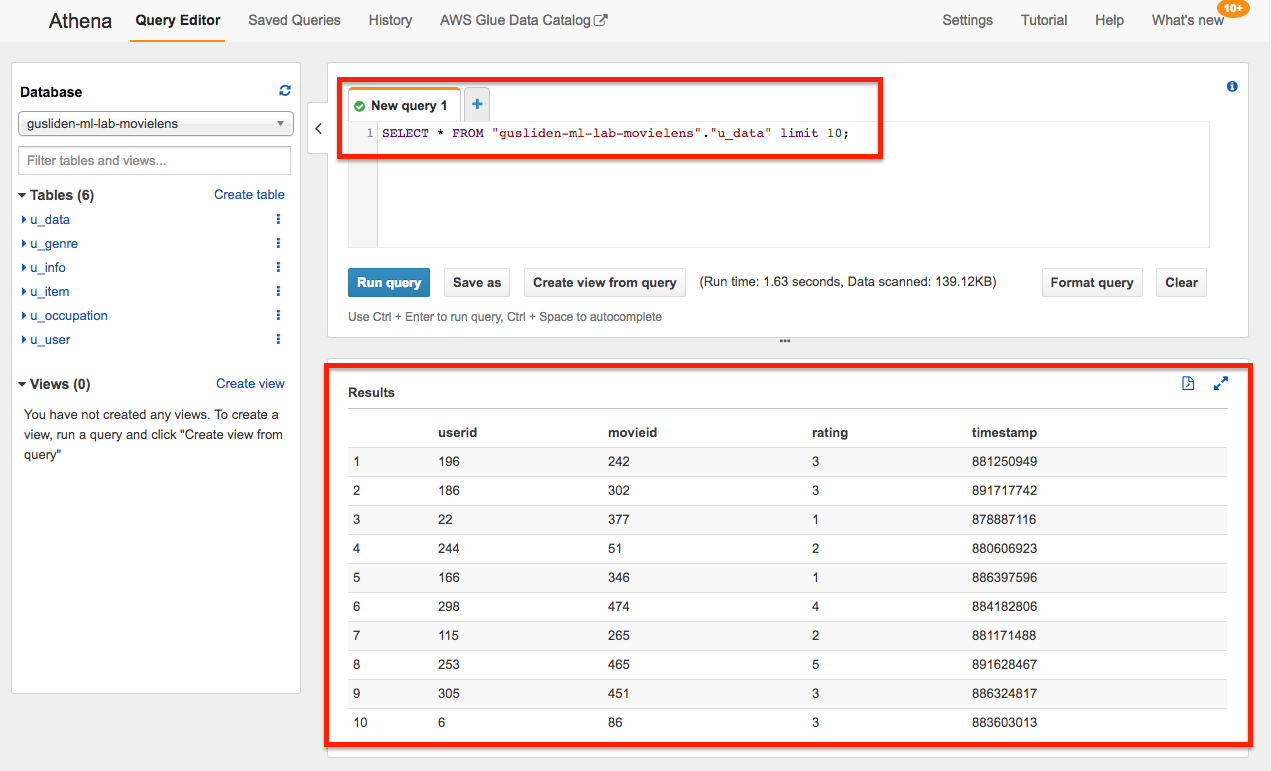 Athena Query Editor Saved Queries History AWS Glue Data Catalog Settings Tutorial Help What's new 10+
Database
gusliden-ml-lab-movielens
Filter tables and views...
Tables (6) Create table
u_data
u_genre
u_info
u_item
u_occupation
u_user
Views (0) Create view
You have not created any views. To create a
view, run a query and click "Create view from
query"
New query 1
1 SELECT * FROM "gusliden-ml-lab-movielens"."u_data" limit 10;
Run query Save as Create view from query (Run time: 1.63 seconds, Data scanned: 139.12KB) Format query Clear
Use Ctrl + Enter to run query, Ctrl + Space to autocomplete
Results
userid movieid rating timestamp
1 196 242 3 881250949
2 186 302 3 891717742
3 22 377 1 878887116
4 244 51 2 880606923
5 166 346 1 886397596
6 298 474 4 884182806
7 115 265 2 881171488
8 253 465 5 891628467
9 305 451 3 886324817
10 6 86 3 883603013